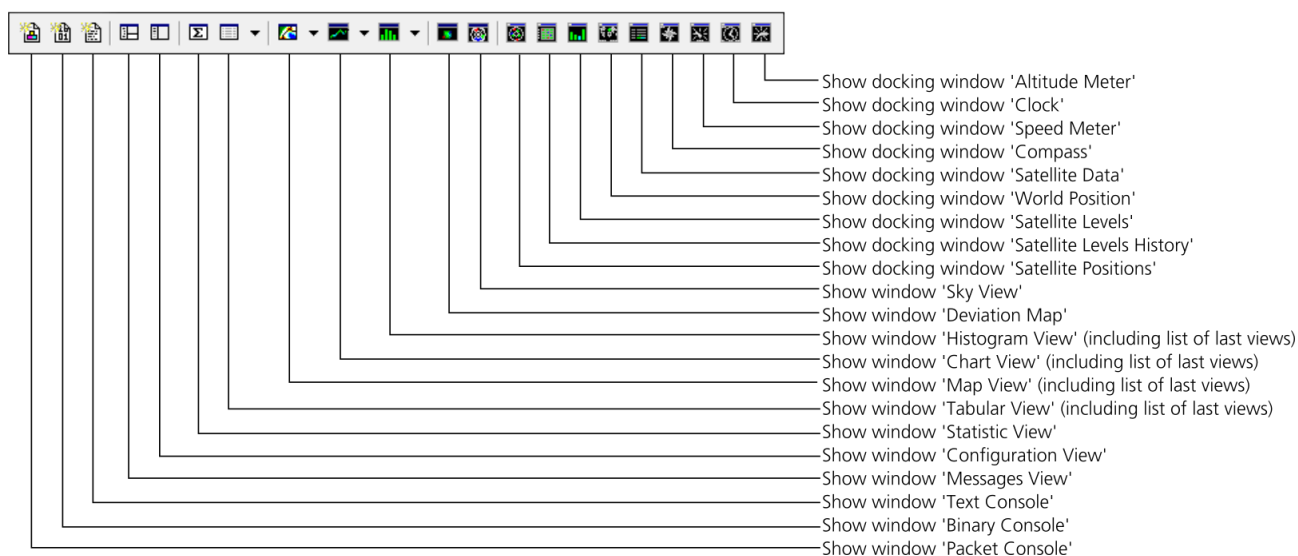 Show docking window 'Altitude Meter'
Show docking window 'Clock'
Show docking window 'Speed Meter'
Show docking window 'Compass'
Show docking window 'Satellite Data'
Show docking window 'World Position'
Show docking window 'Satellite Levels'
Show docking window 'Satellite Levels History'
Show docking window 'Satellite Positions'
Show window 'Sky View'
Show window 'Deviation Map'
Show window 'Histogram View' (including list of last views)
Show window 'Chart View' (including list of last views)
Show window 'Map View' (including list of last views)
Show window 'Tabular View' (including list of last views)
Show window 'Statistic View'
Show window 'Configuration View'
Show window 'Messages View'
Show window 'Text Console'
Show window 'Binary Console'
Show window 'Packet Console'